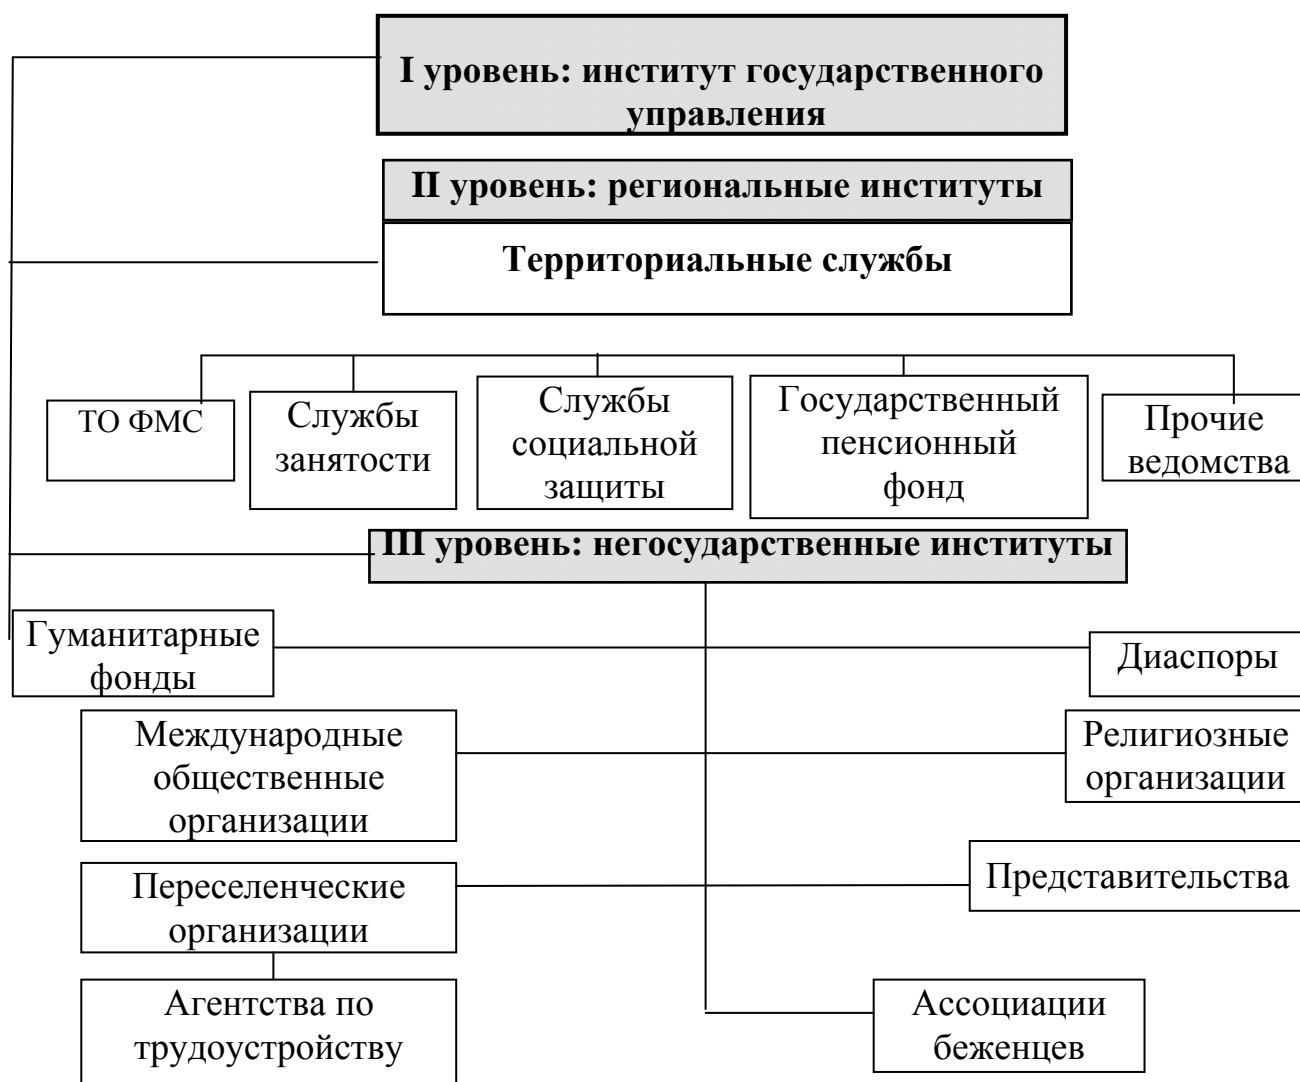 I уровень: институт государственного
управления
II уровень: региональные институты
Территориальные службы
ТО ФМС
Службы
занятости
Службы
социальной
защиты
Государственный
пенсионный
фонд
Прочие
ведомства
III уровень: негосударственные институты
Гуманитарные
фонды
Диаспоры
Международные
общественные
организации
Религиозные
организации
Переселенческие
организации
Представительства
Агентства по
трудоустройству
Ассоциации
беженцев